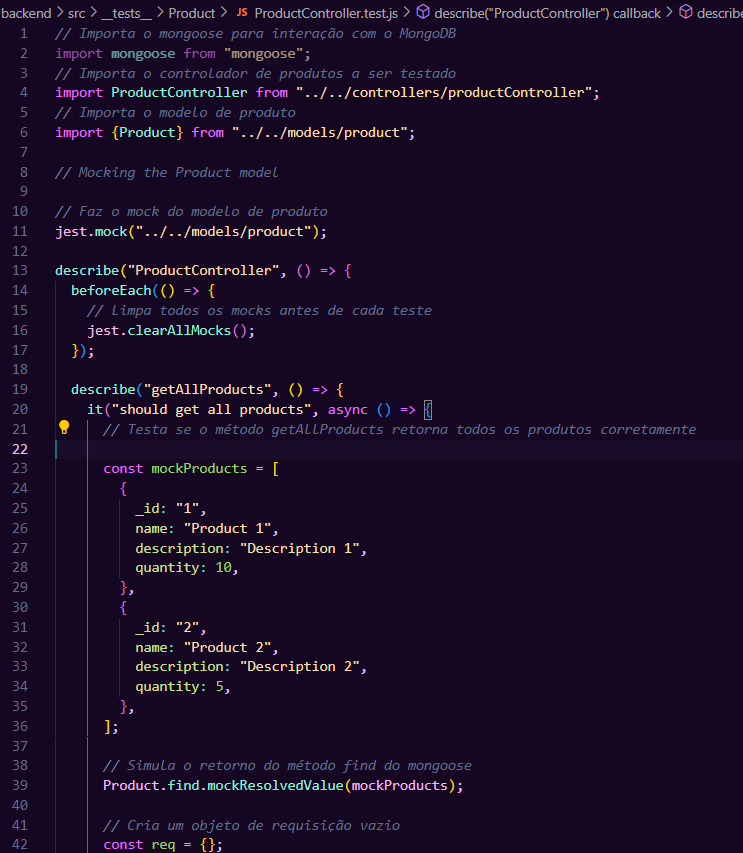 backend > src > __tests__ > Product > JS ProductController.test.js > describe("ProductController") callback > describe
1 // Importa o mongoose para interação com o MongoDB
2 import mongoose from "mongoose";
3 // Importa o controlador de produtos a ser testado
4 import ProductController from "../../controllers/productController";
5 // Importa o modelo de produto
6 import {Product} from "../../models/product";
7
8 // Mocking the Product model
9
10 // Faz o mock do modelo de produto
11 jest.mock("../../models/product");
12
13 describe("ProductController", () => {
14 beforeEach(() => {
15 // Limpa todos os mocks antes de cada teste
16 jest.clearAllMocks();
17 });
18
19 describe("getAllProducts", () => {
20 it("should get all products", async () => {
21 // Testa se o método getAllProducts retorna todos os produtos corretamente
22
23 const mockProducts = [
24 {
25 _id: "1",
26 name: "Product 1",
27 description: "Description 1",
28 quantity: 10,
29 },
30 {
31 _id: "2",
32 name: "Product 2",
33 description: "Description 2",
34 quantity: 5,
35 },
36 ];
37
38 // Simula o retorno do método find do mongoose
39 Product.find.mockResolvedValue(mockProducts);
40
41 // Cria um objeto de requisição vazio
42 const req = {};